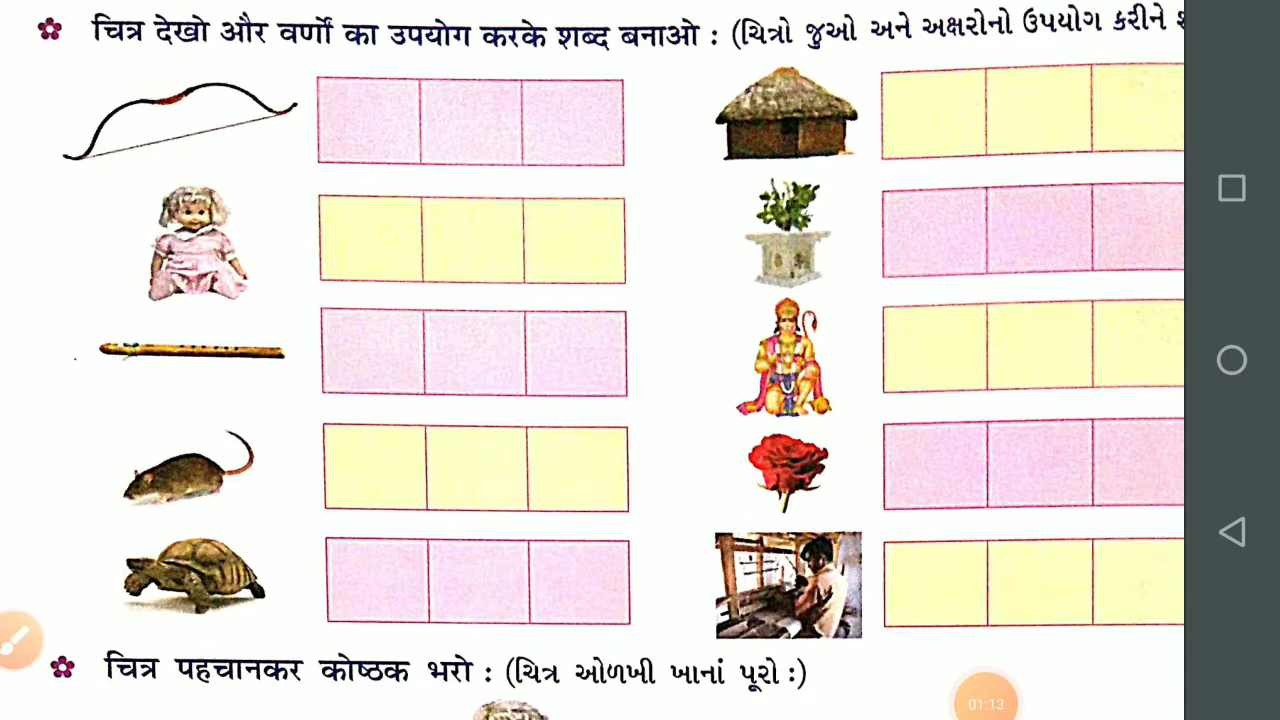 चित्र देखो और वर्णों का उपयोग करके शब्द बनाओ : (ચિત્રો જુઓ અને અક્ષરોનો ઉપયોગ કરીને
चित्र पहचानकर कोष्ठक भरो : (ચિત્ર ઓળખી ખાનાં પૂરો :)
01:13